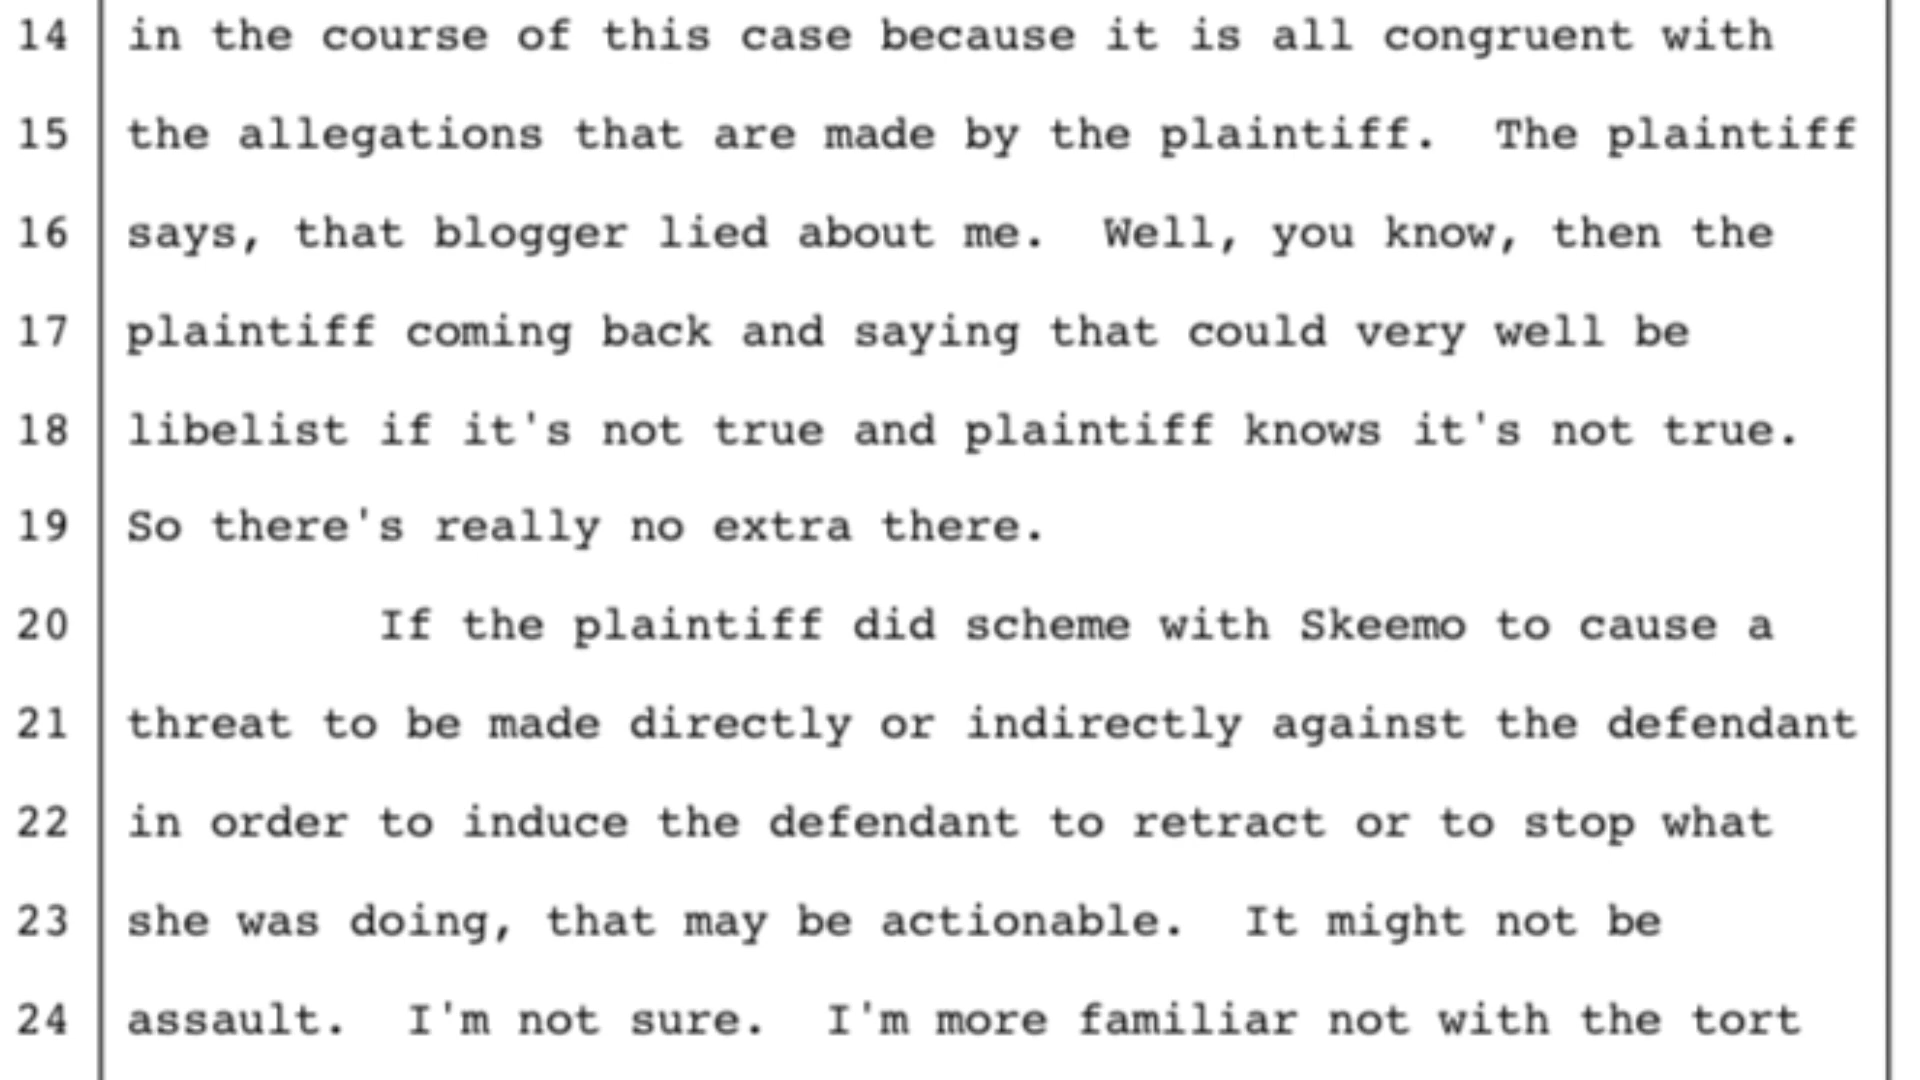 14 in the course of this case because it is all congruent with
15 the allegations that are made by the plaintiff.  The plaintiff
16 says, that blogger lied about me.  Well, you know, then the
17 plaintiff coming back and saying that could very well be
18 libelist if it's not true and plaintiff knows it's not true.
19 So there's really no extra there.
20 If the plaintiff did scheme with Skeemo to cause a
21 threat to be made directly or indirectly against the defendant
22 in order to induce the defendant to retract or to stop what
23 she was doing, that may be actionable.  It might not be
24 assault.  I'm not sure.  I'm more familiar not with the tort